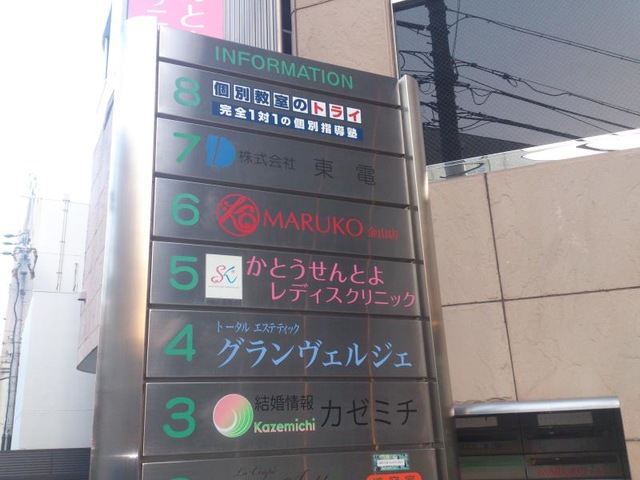 INFORMATION
8 個別教室のトライ
完全1対1の個別指導塾
7 株式会社 東電
6 MARUKO 金山店
5 かとうせんとよ
レディスクリニック
トータル エステティック
4 グランヴェルジェ
結婚情報
3 Kazemichi カゼミチ